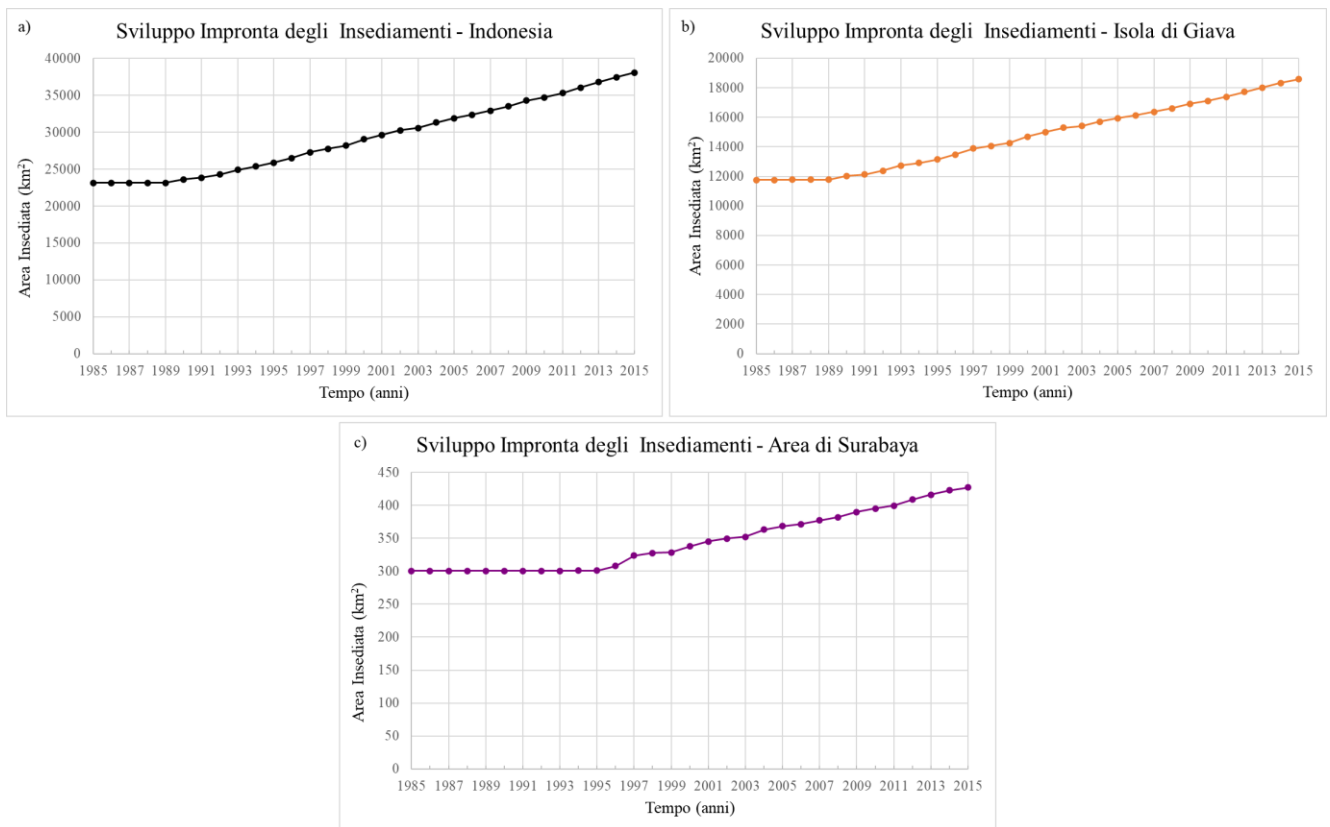 a)
Sviluppo Impronta degli Insediamenti - Indonesia
40000
35000
30000
25000
20000
15000
10000
5000
0
Area Insediata (km²)
1985 1987 1989 1991 1993 1995 1997 1999 2001 2003 2005 2007 2009 2011 2013 2015
Tempo (anni)
b)
Sviluppo Impronta degli Insediamenti - Isola di Giava
20000
18000
16000
14000
12000
10000
8000
6000
4000
2000
0
Area Insediata (km²)
1985 1987 1989 1991 1993 1995 1997 1999 2001 2003 2005 2007 2009 2011 2013 2015
Tempo (anni)
c)
Sviluppo Impronta degli Insediamenti - Area di Surabaya
450
400
350
300
250
200
150
100
50
0
Area Insediata (km²)
1985 1987 1989 1991 1993 1995 1997 1999 2001 2003 2005 2007 2009 2011 2013 2015
Tempo (anni)